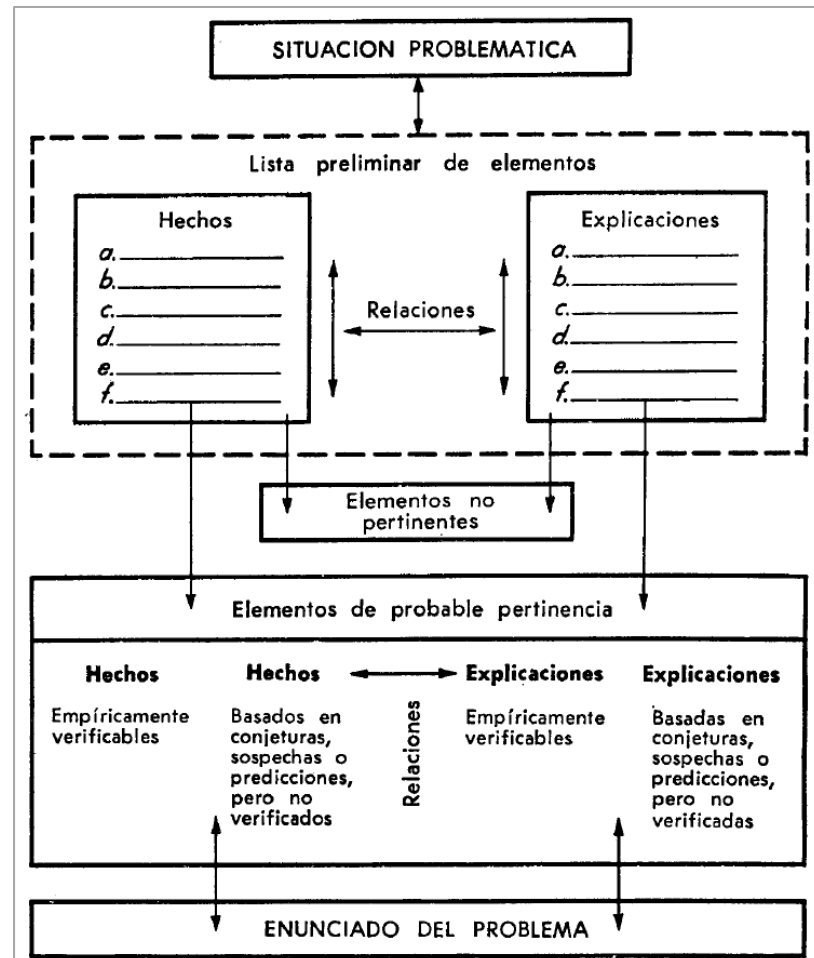 SITUACION PROBLEMATICA
Lista preliminar de elementos
Hechos
a.
b.
c.
d.
e.
f.
Relaciones
Explicaciones
a.
b.
c.
d.
e.
f.
Elementos no
pertinentes
Elementos de probable pertinencia
Hechos
Empíricamente
verificables
Hechos
Basados en
conjeturas,
sospechas o
predicciones,
pero no
verificados
Relaciones
Explicaciones
Empíricamente
verificables
Explicaciones
Basadas en
conjeturas,
sospechas o
predicciones,
pero no
verificadas
ENUNCIADO DEL PROBLEMA